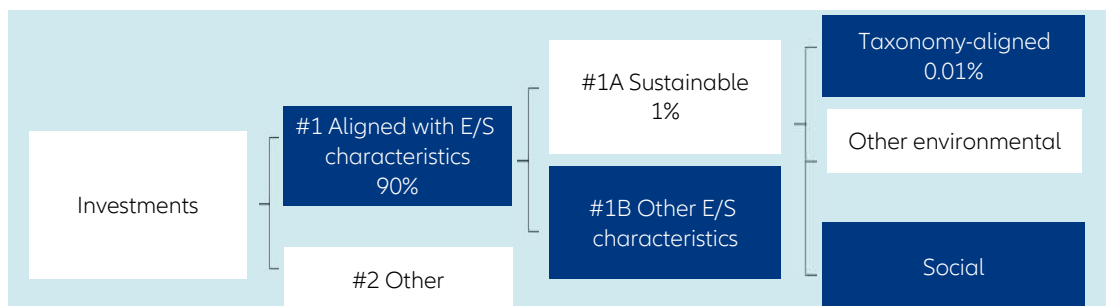 Investments
#1 Aligned with E/S
characteristics
90%
#2 Other
#1A Sustainable
1%
#1B Other E/S
characteristics
Taxonomy-aligned
0.01%
Other environmental
Social